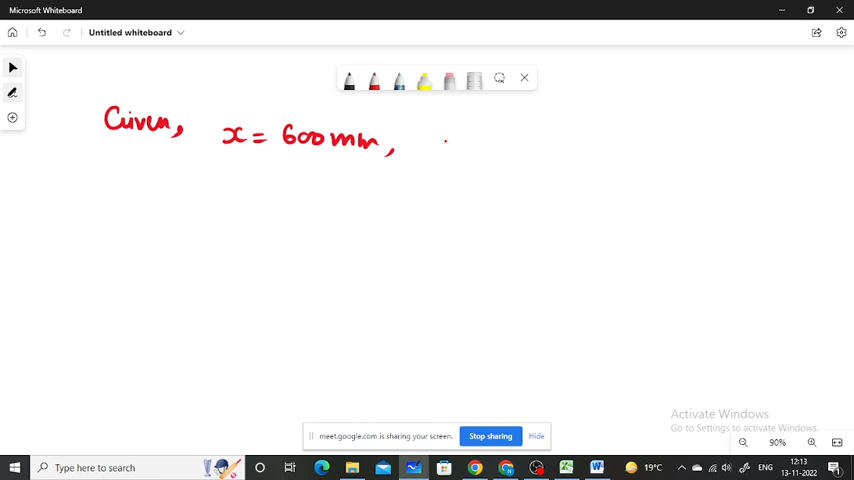 Microsoft Whiteboard
Untitled whiteboard
Given, x = 600mm,
Activate Windows
Go to Settings to activate Windows.
meet.google.com is sharing your screen. Stop sharing Hide
90%
Type here to search
19°C ENG 12:13
13-11-2022